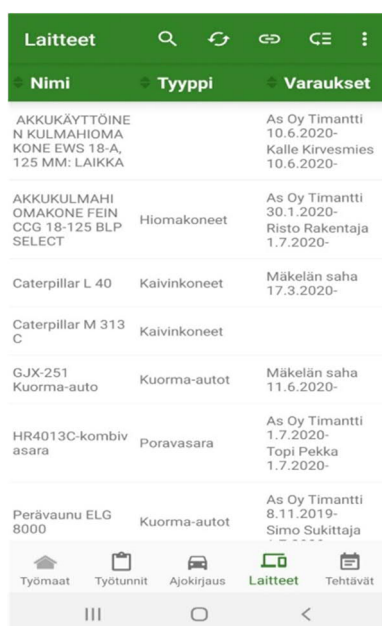 Laitteet
Nimi Tyyppi Varaukset
AKKUKÄYTTÖINE
N KULMAHIOMA
KONE EWS 18-A,
125 MM: LAIKKA
As Oy Timantti
10.6.2020-
Kalle Kirvesmies
10.6.2020-
AKKUKULMAHI
OMAKONE FEIN
CCG 18-125 BLP
SELECT
Hiomakoneet
As Oy Timantti
30.1.2020-
Risto Rakentaja
1.7.2020-
Caterpillar L 40
Kaivinkoneet
Mäkelän saha
17.3.2020-
Caterpillar M 313
C
Kaivinkoneet
GJX-251
Kuorma-auto
Kuorma-autot
Mäkelän saha
11.6.2020-
HR4013C-kombiv
asara
Poravasara
As Oy Timantti
1.7.2020-
Topi Pekka
1.7.2020-
Perävaunu ELG
8000
Kuorma-autot
As Oy Timantti
8.11.2019-
Simo Sukittaja
Työmaat Työtunnit Ajokirjaus Laitteet Tehtävät